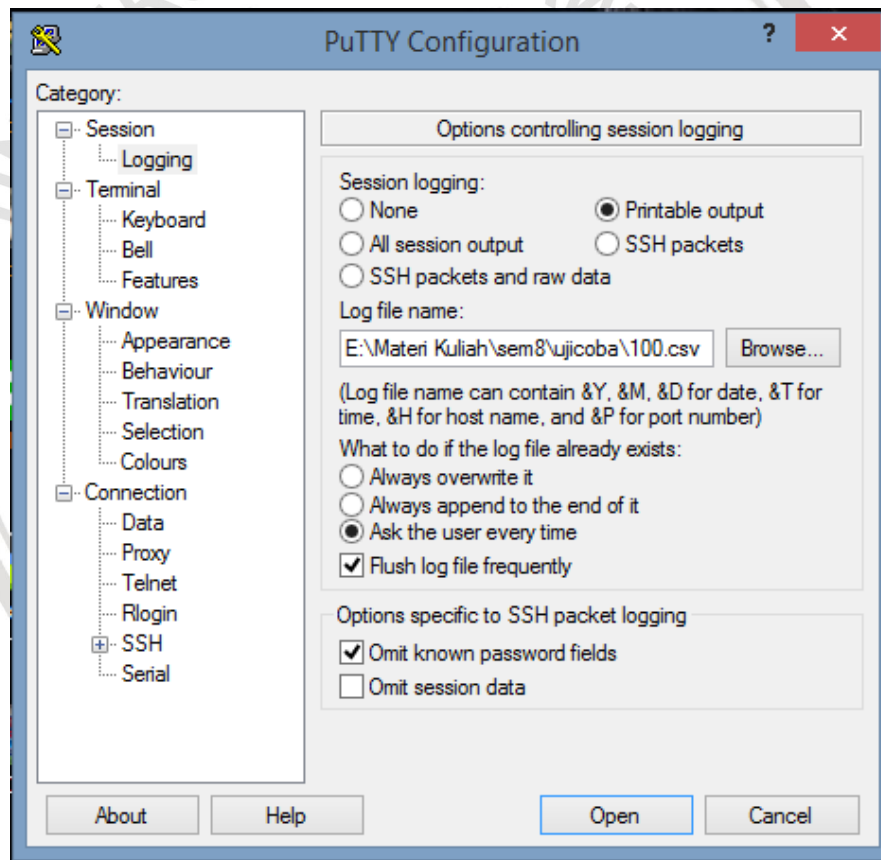 PuTTY Configuration
?
Category:
Session
Logging
Terminal
Keyboard
Bell
Features
Window
Appearance
Behaviour
Translation
Selection
Colours
Connection
Data
Proxy
Telnet
Rlogin
SSH
Serial
Options controlling session logging
Session logging:
None Printable output
All session output SSH packets
SSH packets and raw data
Log file name:
E:\Materi Kuliah\sem8\ujicoba\100.csv Browse...
(Log file name can contain &Y, &M, &D for date, &T for
time, &H for host name, and &P for port number)
What to do if the log file already exists:
Always overwrite it
Always append to the end of it
Ask the user every time
Flush log file frequently
Options specific to SSH packet logging
Omit known password fields
Omit session data
About Help Open Cancel